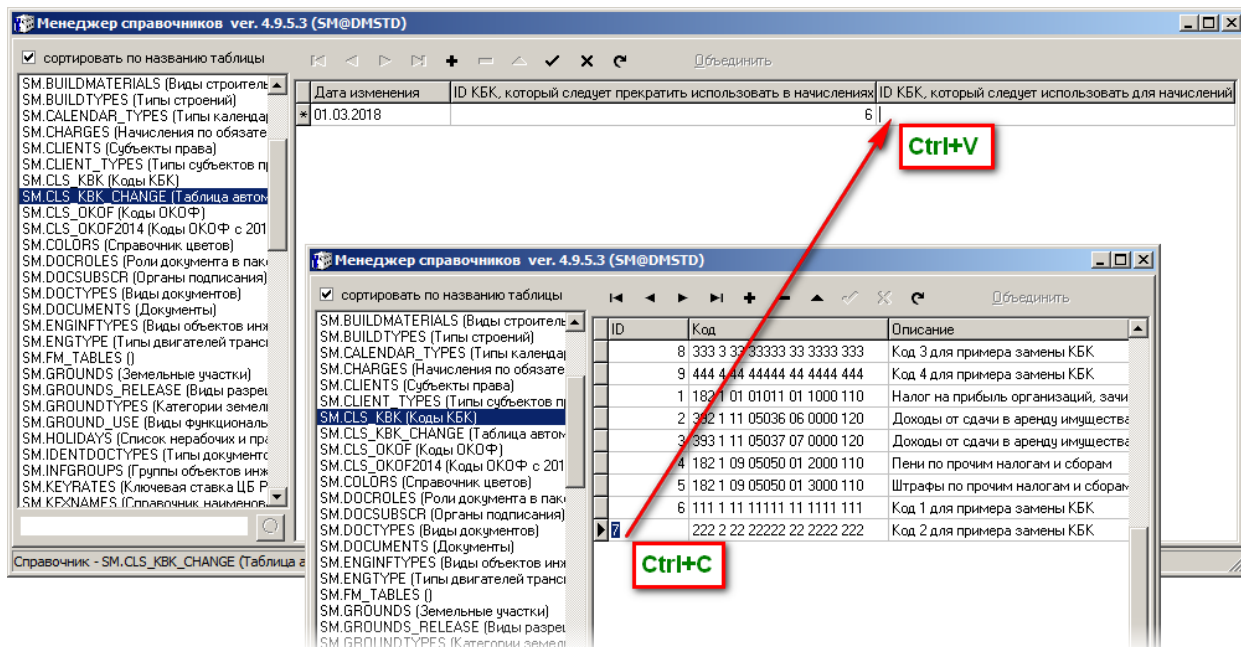 Менеджер справочников ver. 4.9.5.3 (SM@DMSTD)
сортировать по названию таблицы
Объединить
SM.BUILDMATERIALS (Виды строитель
SM.BUILDTYPES (Типы строений)
SM.CALENDAR_TYPES (Типы календа
SM.CHARGES (Начисления по обязате
SM.CLIENTS (Субъекты права)
SM.CLIENT_TYPES (Типы субъектов п
SM.CLS_KBK (Коды КБК)
SM.CLS_KBK_CHANGE (Таблица автом
SM.CLS_OKOF (Коды ОКОФ)
SM.CLS_OKOF2014 (Коды ОКОФ с 201
SM.COLORS (Справочник цветов)
SM.DOCROLES (Роли документа в пак
SM.DOCSUBSCR (Органы подписания)
SM.DOCTYPES (Виды документов)
SM.DOCUMENTS (Документы)
SM.ENGINFTYPES (Виды объектов инж
SM.ENGTYPE (Типы двигателей трансп
SM.FM_TABLES ()
SM.GROUNDS (Земельные участки)
SM.GROUNDS_RELEASE (Виды разреш
SM.GROUNDTYPES (Категории земел
SM.GROUND_USE (Виды функциональ
SM.HOLIDAYS (Список нерабочих и пра
SM.IDENTDOCTYPES (Типы документо
SM.INFGROUPS (Группы объектов инж
SM.KEYRATES (Ключевая ставка ЦБ Р
SM.KEXNAMES (Справочник наименов
Дата изменения ID КБК, который следует прекратить использовать в начислениях ID КБК, который следует использовать для начислений
* 01.03.2018 6
Ctrl+V
Справочник - SM.CLS_KBK_CHANGE (Таблица а
Менеджер справочников ver. 4.9.5.3 (SM@DMSTD)
сортировать по названию таблицы
Объединить
SM.BUILDMATERIALS (Виды строитель
SM.BUILDTYPES (Типы строений)
SM.CALENDAR_TYPES (Типы календа
SM.CHARGES (Начисления по обязате
SM.CLIENTS (Субъекты права)
SM.CLIENT_TYPES (Типы субъектов п
SM.CLS_KBK (Коды КБК)
SM.CLS_KBK_CHANGE (Таблица автом
SM.CLS_OKOF (Коды ОКОФ)
SM.CLS_OKOF2014 (Коды ОКОФ с 201
SM.COLORS (Справочник цветов)
SM.DOCROLES (Роли документа в пак
SM.DOCSUBSCR (Органы подписания)
SM.DOCTYPES (Виды документов)
SM.DOCUMENTS (Документы)
SM.ENGINFTYPES (Виды объектов инж
SM.ENGTYPE (Типы двигателей трансп
SM.FM_TABLES ()
SM.GROUNDS (Земельные участки)
SM.GROUNDS_RELEASE (Виды разреш
SM.GROUNDTYPES (Категории земел
ID Код Описание
8 333 3 33 33333 33 3333 333 Код 3 для примера замены КБК
9 444 4 44 44444 44 4444 444 Код 4 для примера замены КБК
1 182 1 01 01011 01 1000 110 Налог на прибыль организаций, зачи
2 392 1 11 05036 06 0000 120 Доходы от сдачи в аренду имущества
3 393 1 11 05037 07 0000 120 Доходы от сдачи в аренду имущества
4 182 1 09 05050 01 2000 110 Пени по прочим налогам и сборам
5 182 1 09 05050 01 3000 110 Штрафы по прочим налогам и сборам
6 111 1 11 11111 11 1111 111 Код 1 для примера замены КБК
7 222 2 22 22222 22 2222 222 Код 2 для примера замены КБК
Ctrl+C